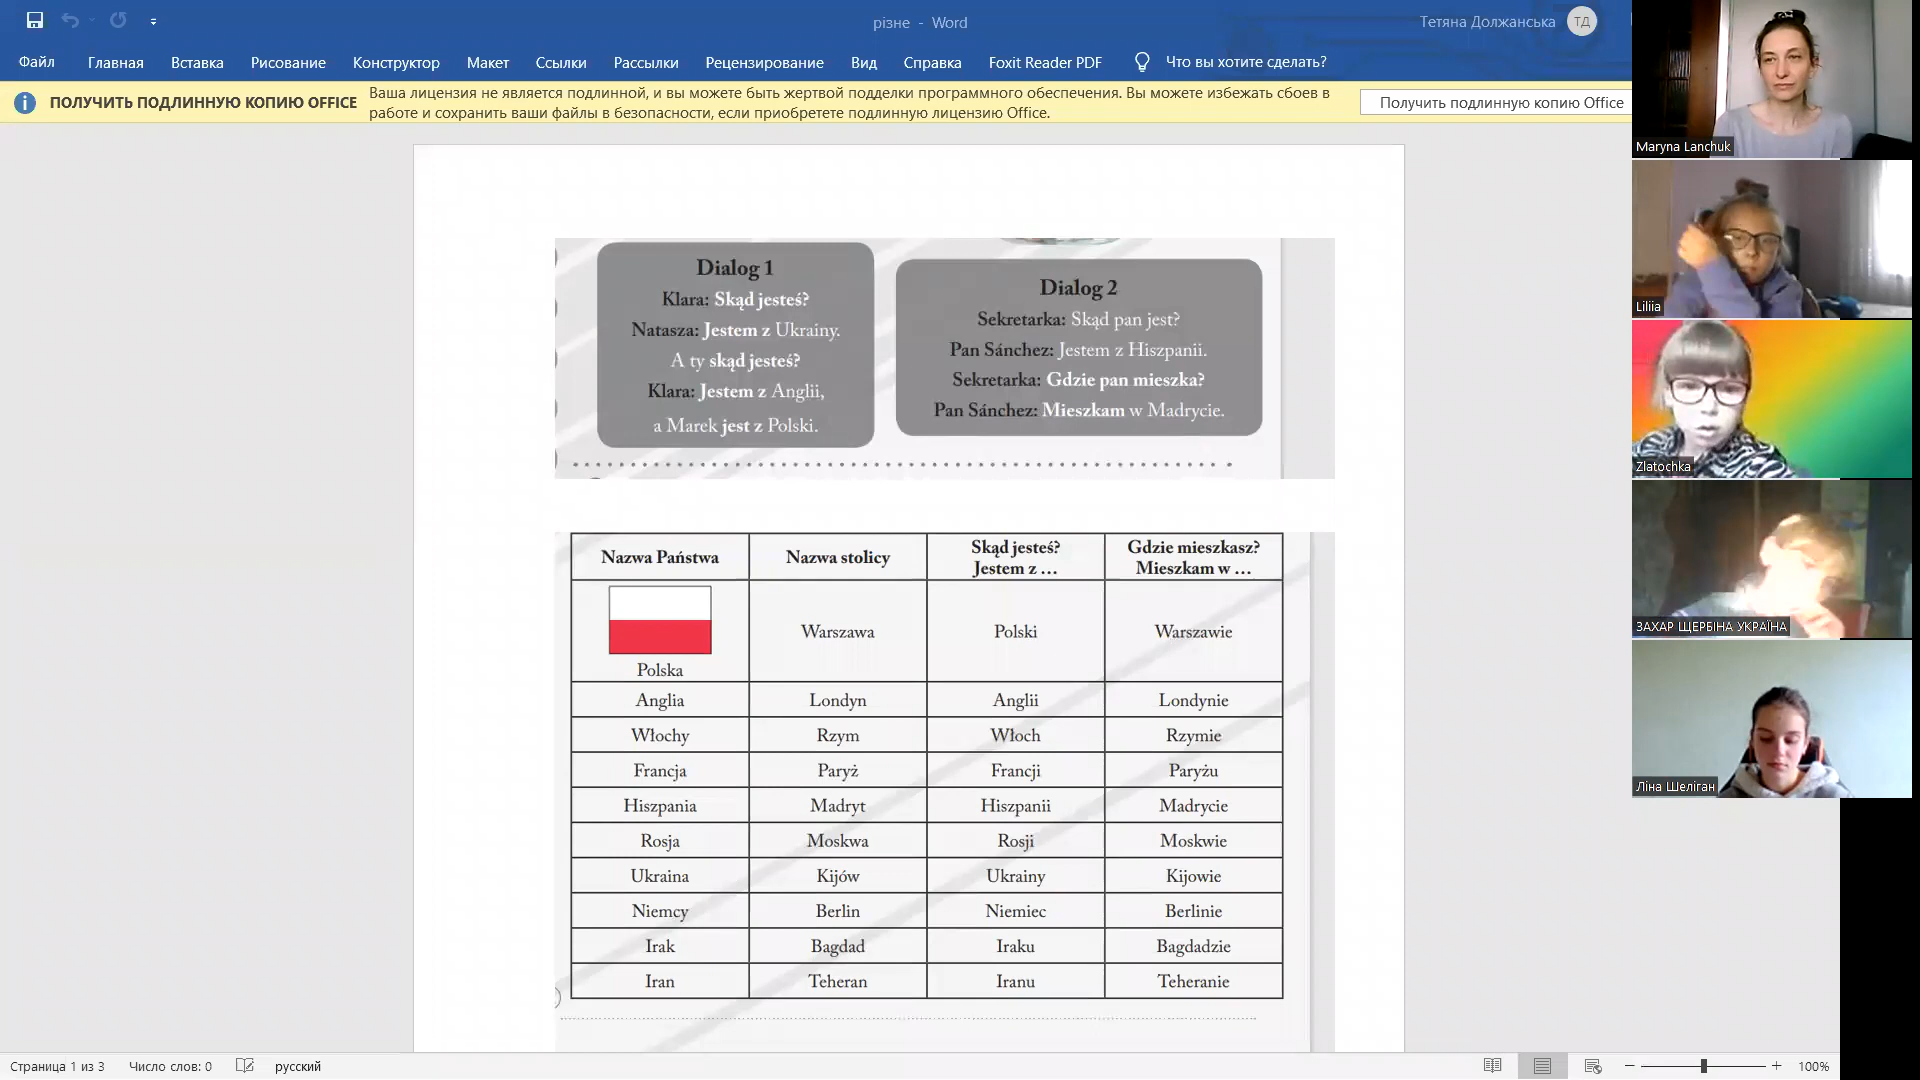 різне - Word
Тетяна Должанська
ТД
Файл Главная Вставка Рисование Конструктор Макет Ссылки Рассылки Рецензирование Вид Справка Foxit Reader PDF Что вы хотите сделать?
ПОЛУЧИТЬ ПОДЛИННУЮ КОПИЮ OFFICE
Ваша лицензия не является подлинной, и вы можете быть жертвой подделки программного обеспечения. Вы можете избежать сбоев в
работе и сохранить ваши файлы в безопасности, если приобретете подлинную лицензию Office.
Получить подлинную копию Office
Dialog 1
Klara: Skąd jesteś?
Natasza: Jestem z Ukrainy.
A ty skąd jesteś?
Klara: Jestem z Anglii,
a Marek jest z Polski.
Dialog 2
Sekretarka: Skąd pan jest?
Pan Sánchez: Jestem z Hiszpanii.
Sekretarka: Gdzie pan mieszka?
Pan Sánchez: Mieszkam w Madrycie.
Nazwa Państwa
Nazwa stolicy
Skąd jesteś?
Jestem z ...
Gdzie mieszkasz?
Mieszkam w ...
Polska Warszawa Polski Warszawie
Anglia Londyn Anglii Londynie
Włochy Rzym Włoch Rzymie
Francja Paryż Francji Paryżu
Hiszpania Madryt Hiszpanii Madrycie
Rosja Moskwa Rosji Moskwie
Ukraina Kijów Ukrainy Kijowie
Niemcy Berlin Niemiec Berlinie
Irak Bagdad Iraku Bagdadzie
Iran Teheran Iranu Teheranie
Maryna Lanchuk
Liliia
Zlatochka
ЗАХАР ЩЕРБІНА УКРАЇНА
Ліна Шеліган
Страница 1 из 3 Число слов: 0 русский
100%